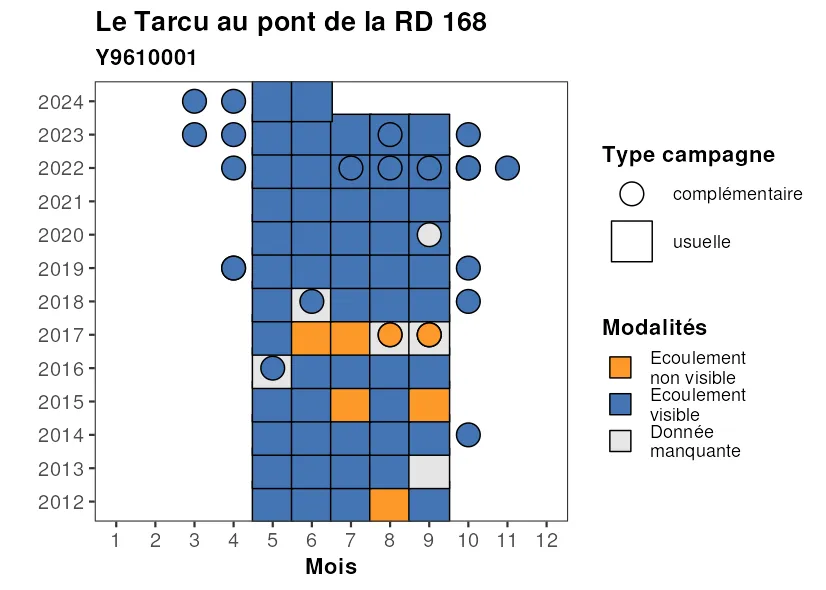 Le Tarcu au pont de la RD 168
Y9610001
2024
2023
2022
2021
2020
2019
2018
2017
2016
2015
2014
2013
2012
1 2 3 4 5 6 7 8 9 10 11 12
Mois
Type campagne
complémentaire
usuelle
Modalités
Ecoulement
non visible
Ecoulement
visible
Donnée
manquante